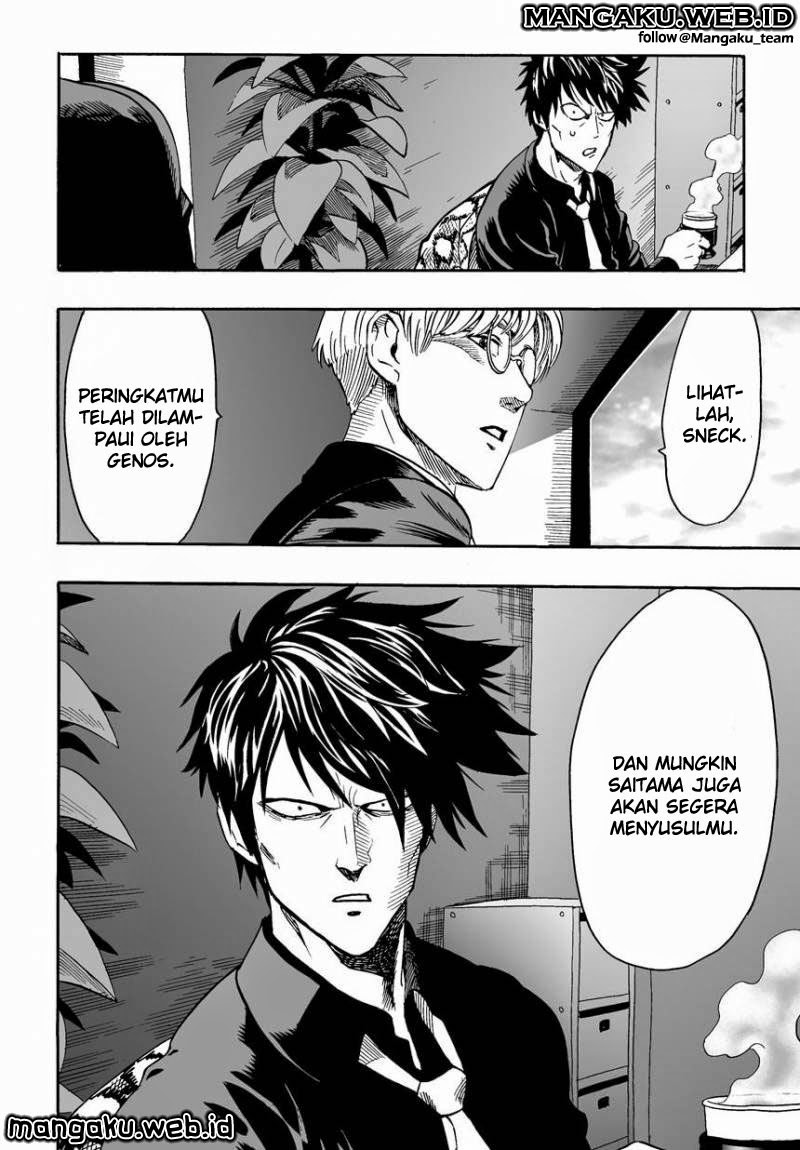 MANGAKU.WEB.ID
follow @Mangaku_team
LIHAT-
LAH,
SNECK.
PERINGKATMU
TELAH DILAM-
PAUI OLEH
GENOS.
DAN MUNGKIN
SAITAMA JUGA
AKAN SEGERA
MENYUSULMU.
mangaku.web.id